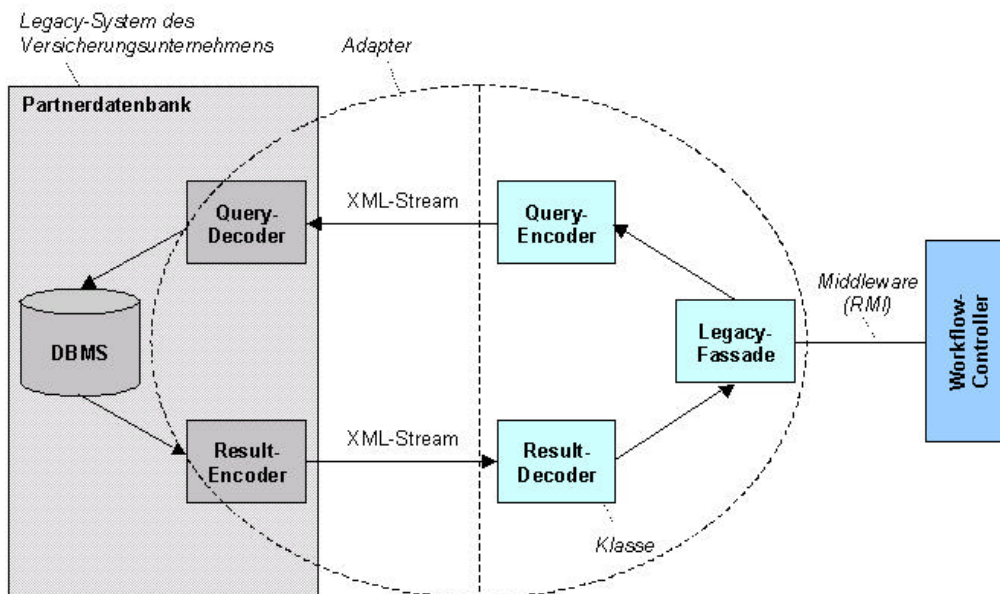 Legacy-System des
Versicherungsunternehmens
Adapter
Partnerdatenbank
Query-
Decoder
XML-Stream
Query-
Encoder
Middleware
(RMI)
Workflow-
Controller
DBMS
Legacy-
Fassade
Result-
Encoder
XML-Stream
Result-
Decoder
Klasse